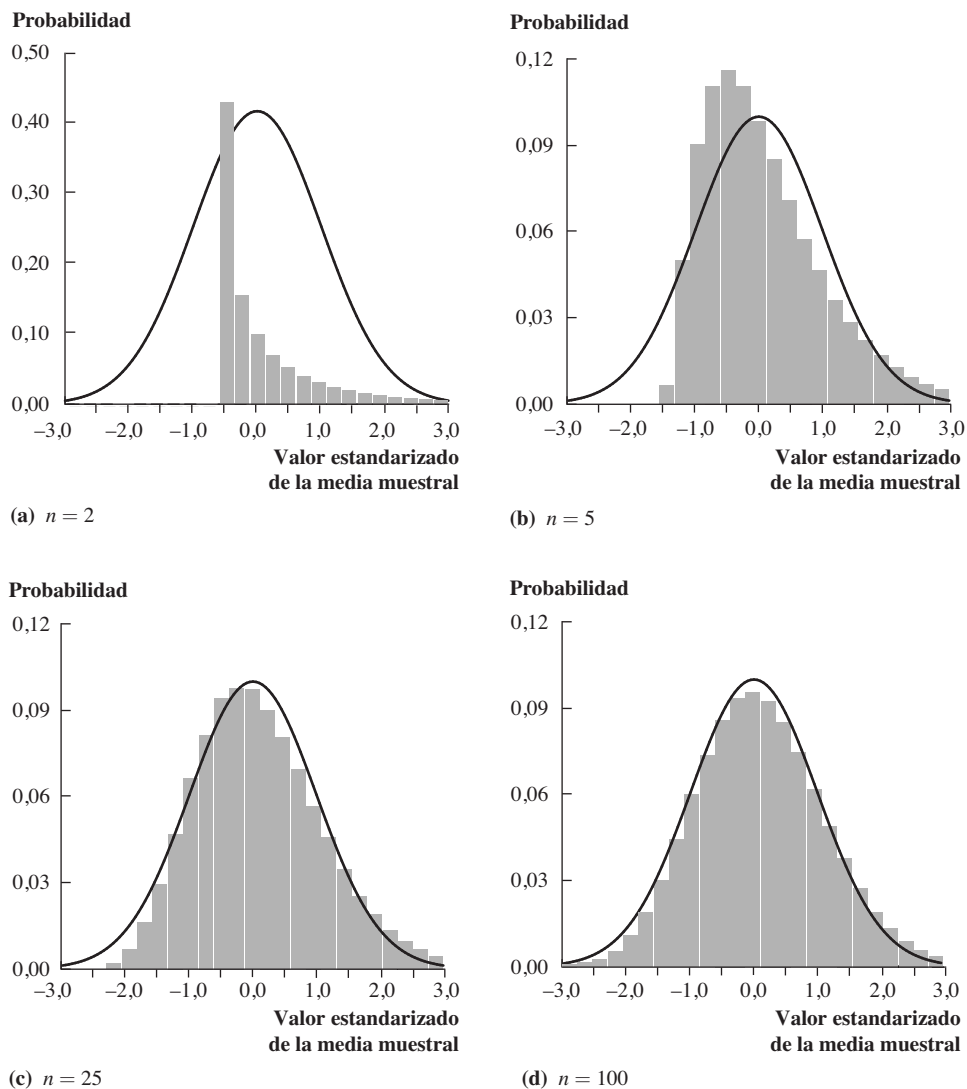 Probabilidad
0,50
0,40
0,30
0,20
0,10
0,00
–3,0 –2,0 –1,0 0,0 1,0 2,0 3,0
Valor estandarizado
de la media muestral
(a) n = 2
Probabilidad
0,12
0,09
0,06
0,03
0,00
–3,0 –2,0 –1,0 0,0 1,0 2,0 3,0
Valor estandarizado
de la media muestral
(b) n = 5
Probabilidad
0,12
0,09
0,06
0,03
0,00
–3,0 –2,0 –1,0 0,0 1,0 2,0 3,0
Valor estandarizado
de la media muestral
(c) n = 25
Probabilidad
0,12
0,09
0,06
0,03
0,00
–3,0 –2,0 –1,0 0,0 1,0 2,0 3,0
Valor estandarizado
de la media muestral
(d) n = 100